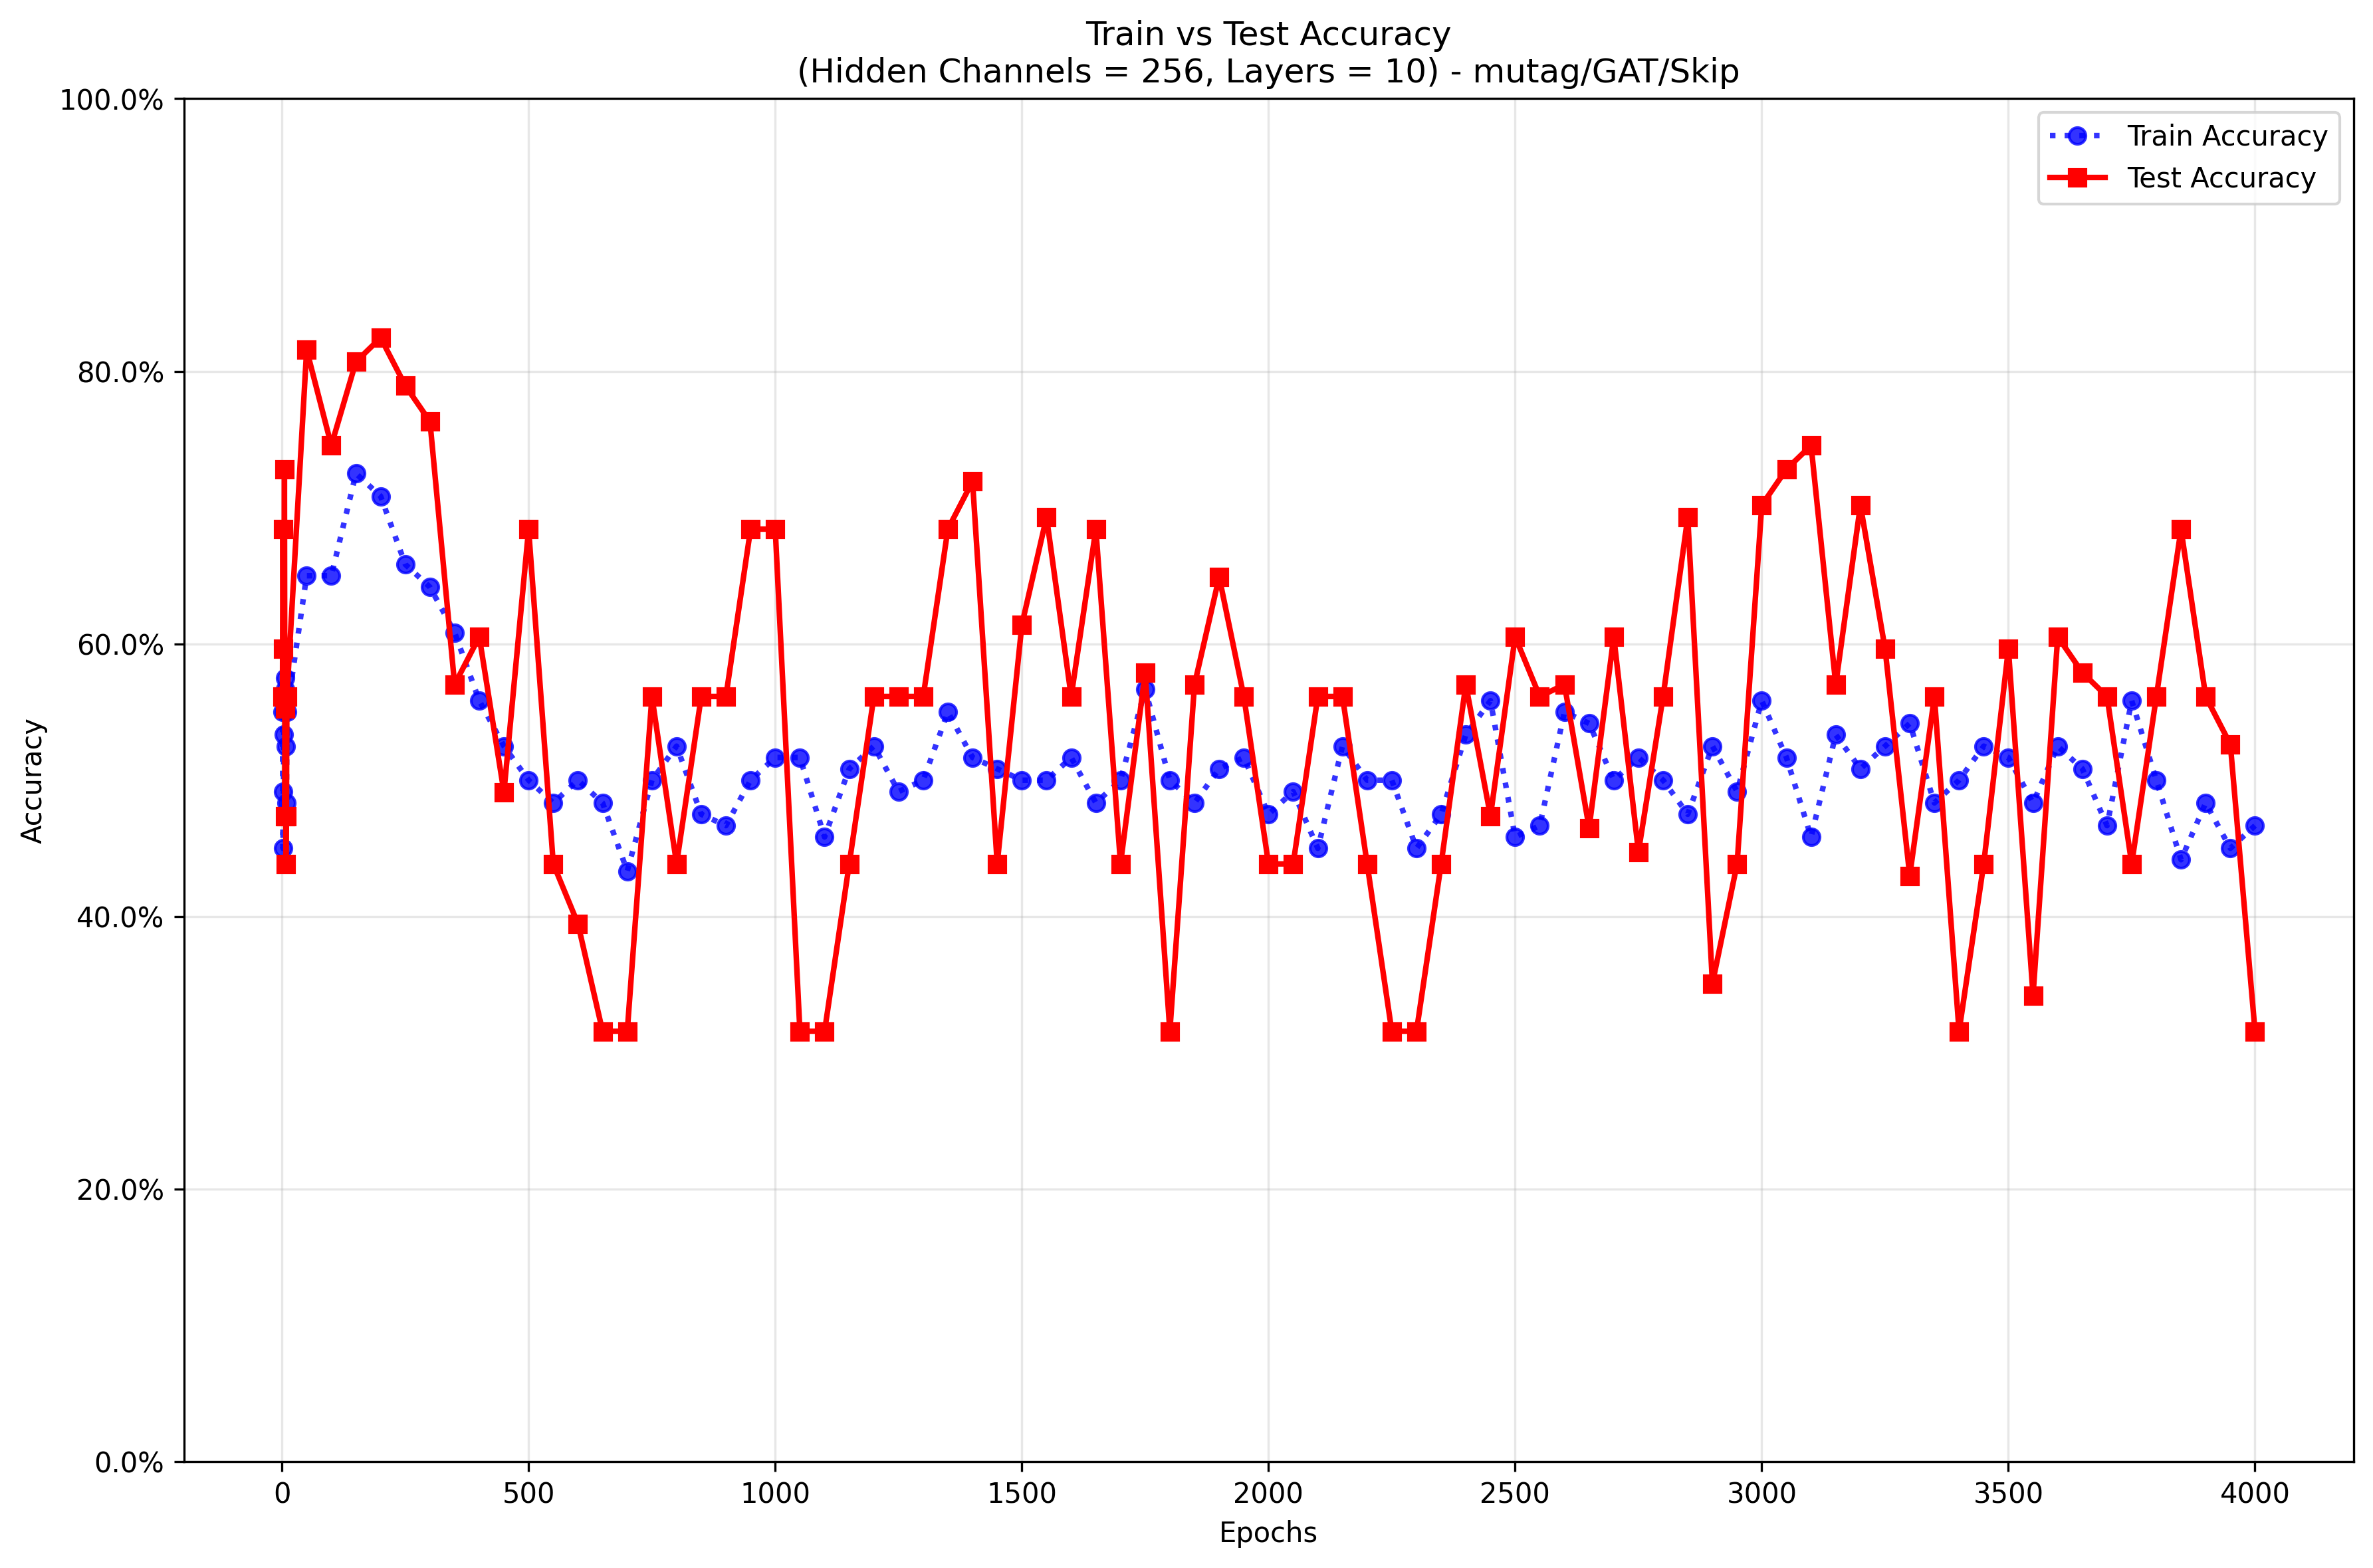 Train vs Test Accuracy
(Hidden Channels = 256, Layers = 10) - mutag/GAT/Skip
100.0%
80.0%
60.0%
40.0%
20.0%
0.0%
Accuracy
Train Accuracy
Test Accuracy
0 500 1000 1500 2000 2500 3000 3500 4000
Epochs